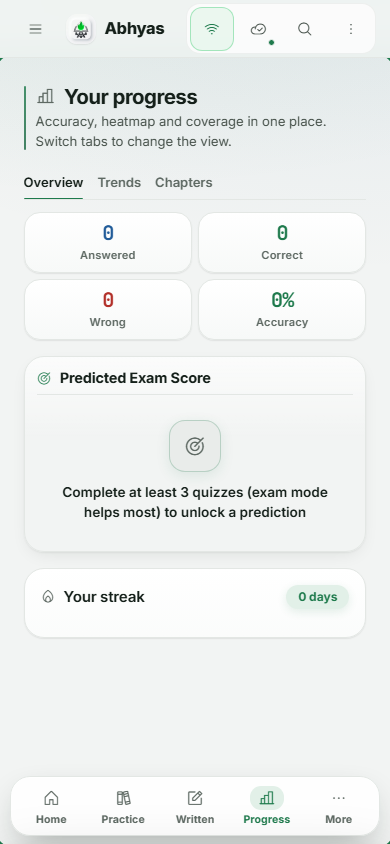 Abhyas
Your progress
Accuracy, heatmap and coverage in one place.
Switch tabs to change the view.
Overview Trends Chapters
0
Answered
0
Correct
0
Wrong
0%
Accuracy
Predicted Exam Score
Complete at least 3 quizzes (exam mode
helps most) to unlock a prediction
Your streak
0 days
Home Practice Written Progress More